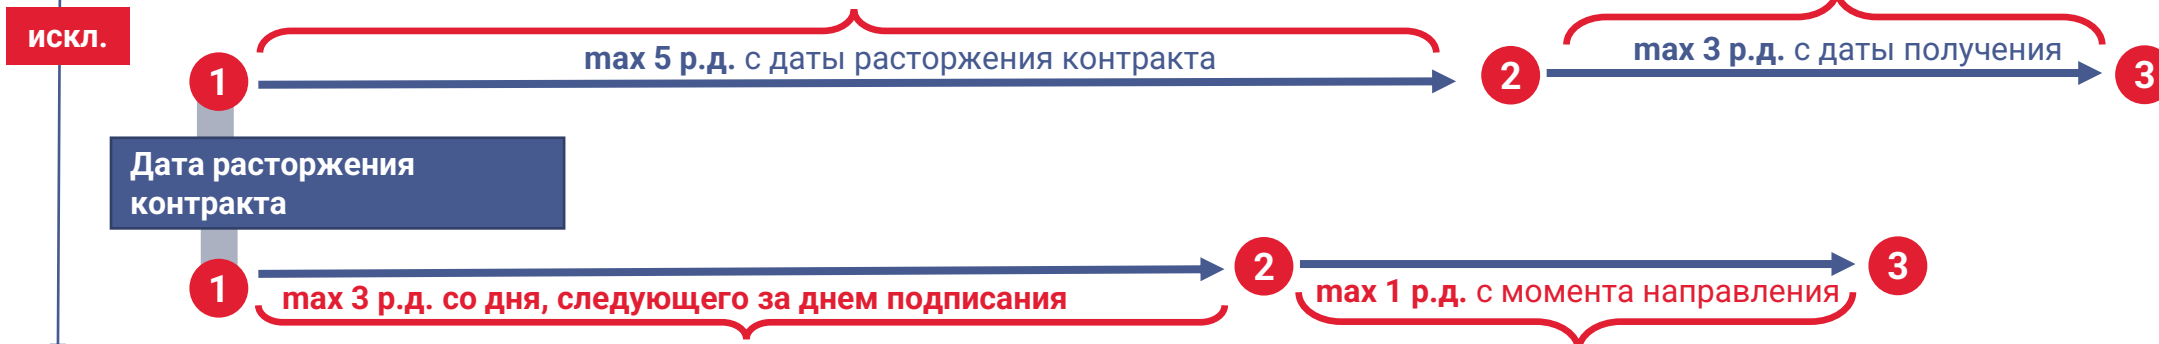 искл.
max 5 р.д. с даты расторжения контракта
max 3 р.д. с даты получения
1
2
3
Дата расторжения
контракта
1
2
3
max 3 р.д. со дня, следующего за днем подписания
max 1 р.д. с момента направления